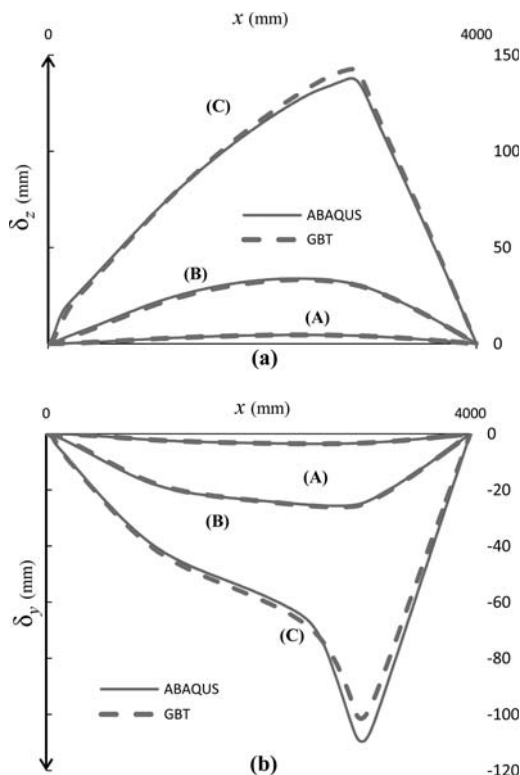 x (mm)
0 4000
150
(C)
100
δz (mm)
ABAQUS
50
GBT
(B)
(A)
0
(a)
x (mm)
0 4000
0
(A)
-20
(B)
-40
δy (mm)
-60
(C)
-80
ABAQUS
GBT
-100
(b)
-120